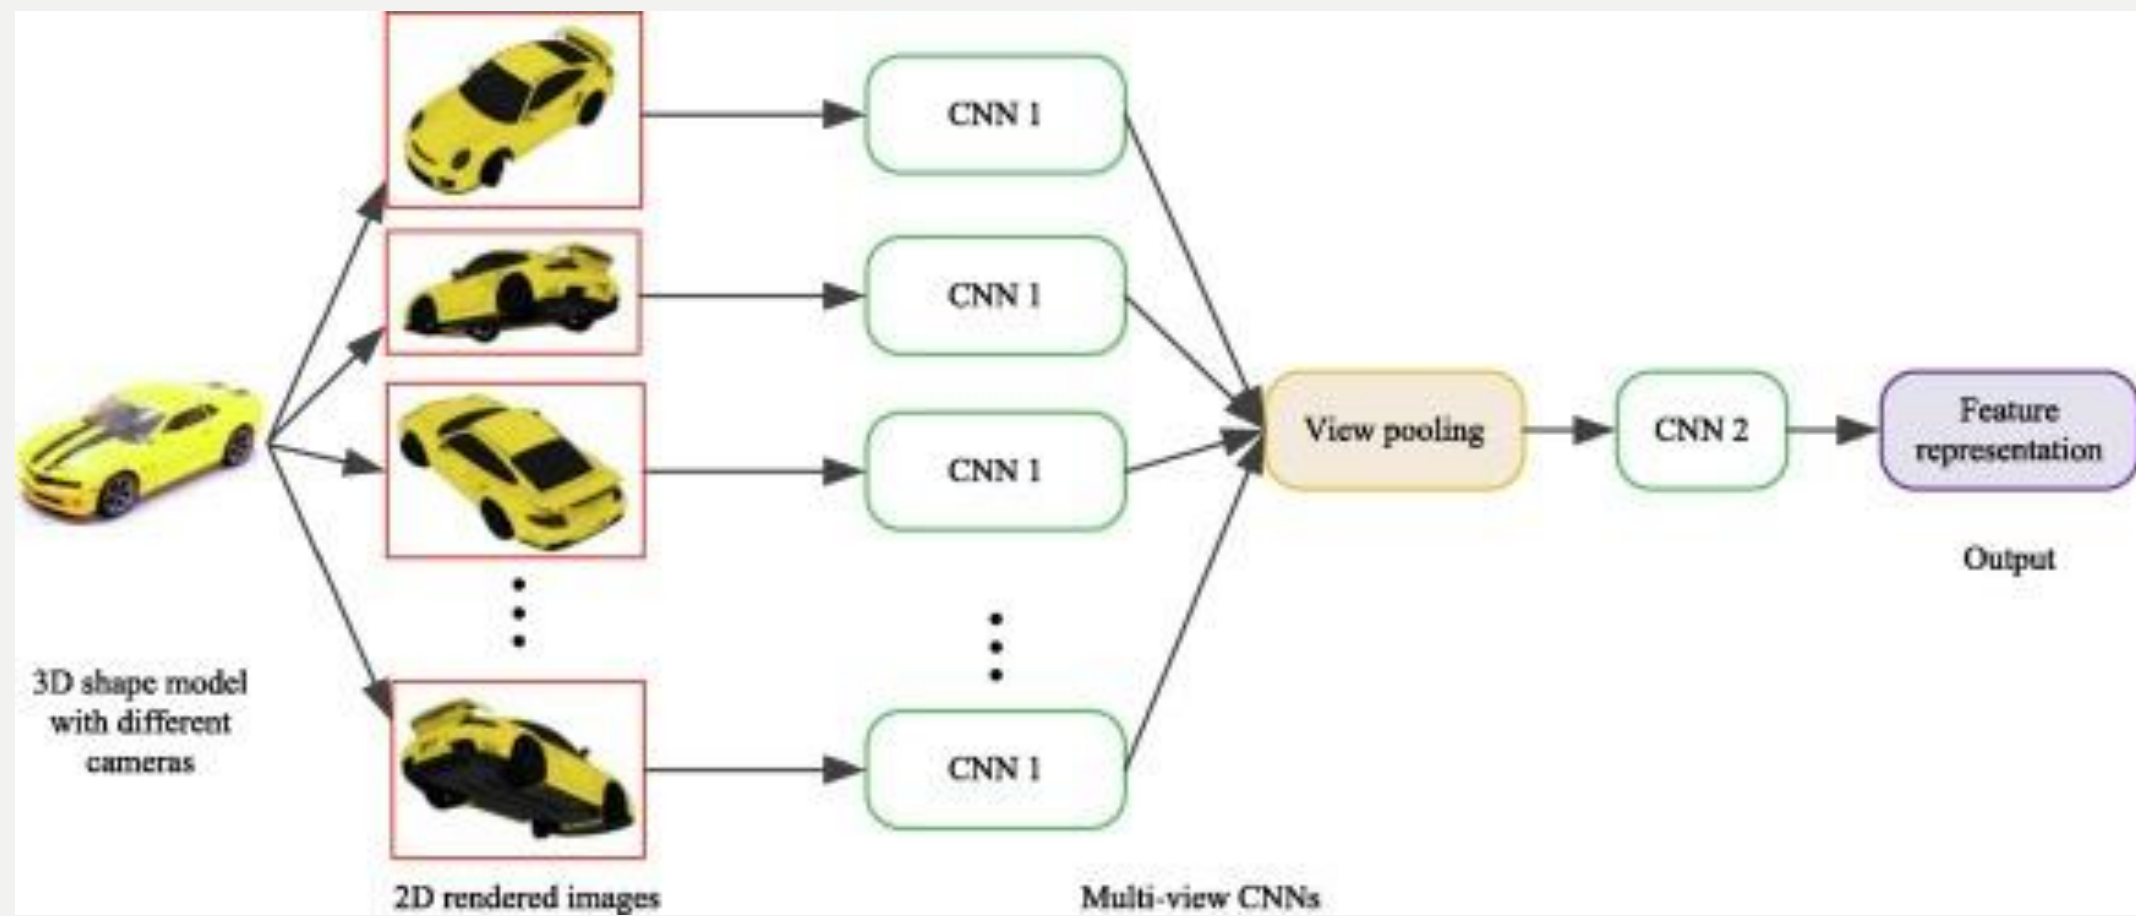 CNN 1
CNN 1
CNN 1
CNN 1
View pooling
CNN 2
Feature
representation
Output
3D shape model
with different
cameras
2D rendered images
Multi-view CNNs